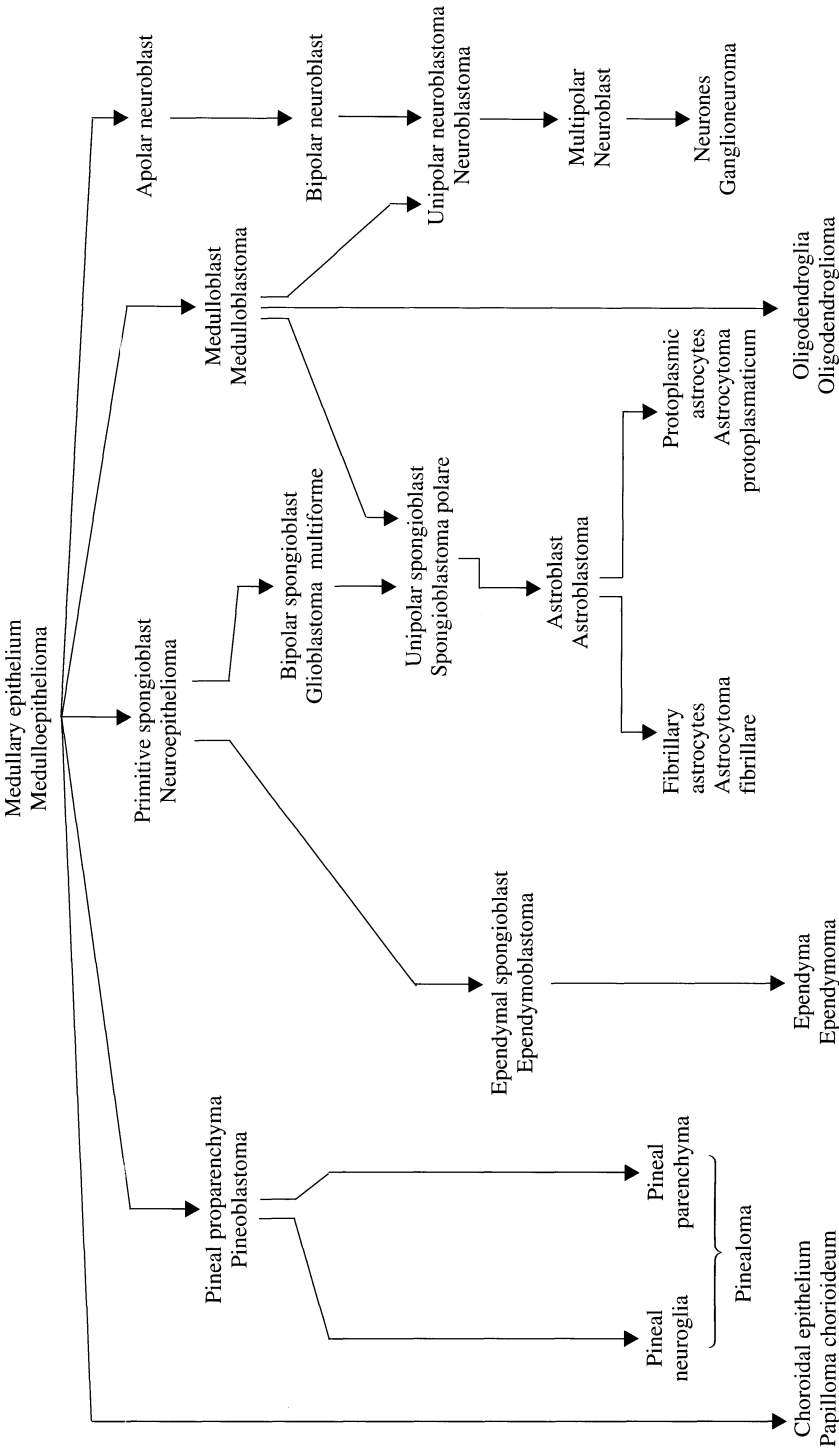 Medullary epithelium
Medulloepithelioma
Choroidal epithelium
Papilloma chorioideum
Pineal proparenchyma
Pineoblastoma
Pineal
neuroglia
Pineal
parenchyma
Pinealoma
Primitive spongioblast
Neuroepithelioma
Ependymal spongioblast
Ependymoblastoma
Ependyma
Ependymoma
Bipolar spongioblast
Glioblastoma multiforme
Unipolar spongioblast
Spongioblastoma polare
Astroblast
Astroblastoma
Fibrillary
astrocytes
Astrocytoma
fibrillare
Protoplasmic
astrocytes
Astrocytoma
protoplasmaticum
Medulloblast
Medulloblastoma
Oligodendroglia
Oligodendroglioma
Apolar neuroblast
Bipolar neuroblast
Unipolar neuroblastoma
Neuroblastoma
Multipolar
Neuroblast
Neurones
Ganglioneuroma